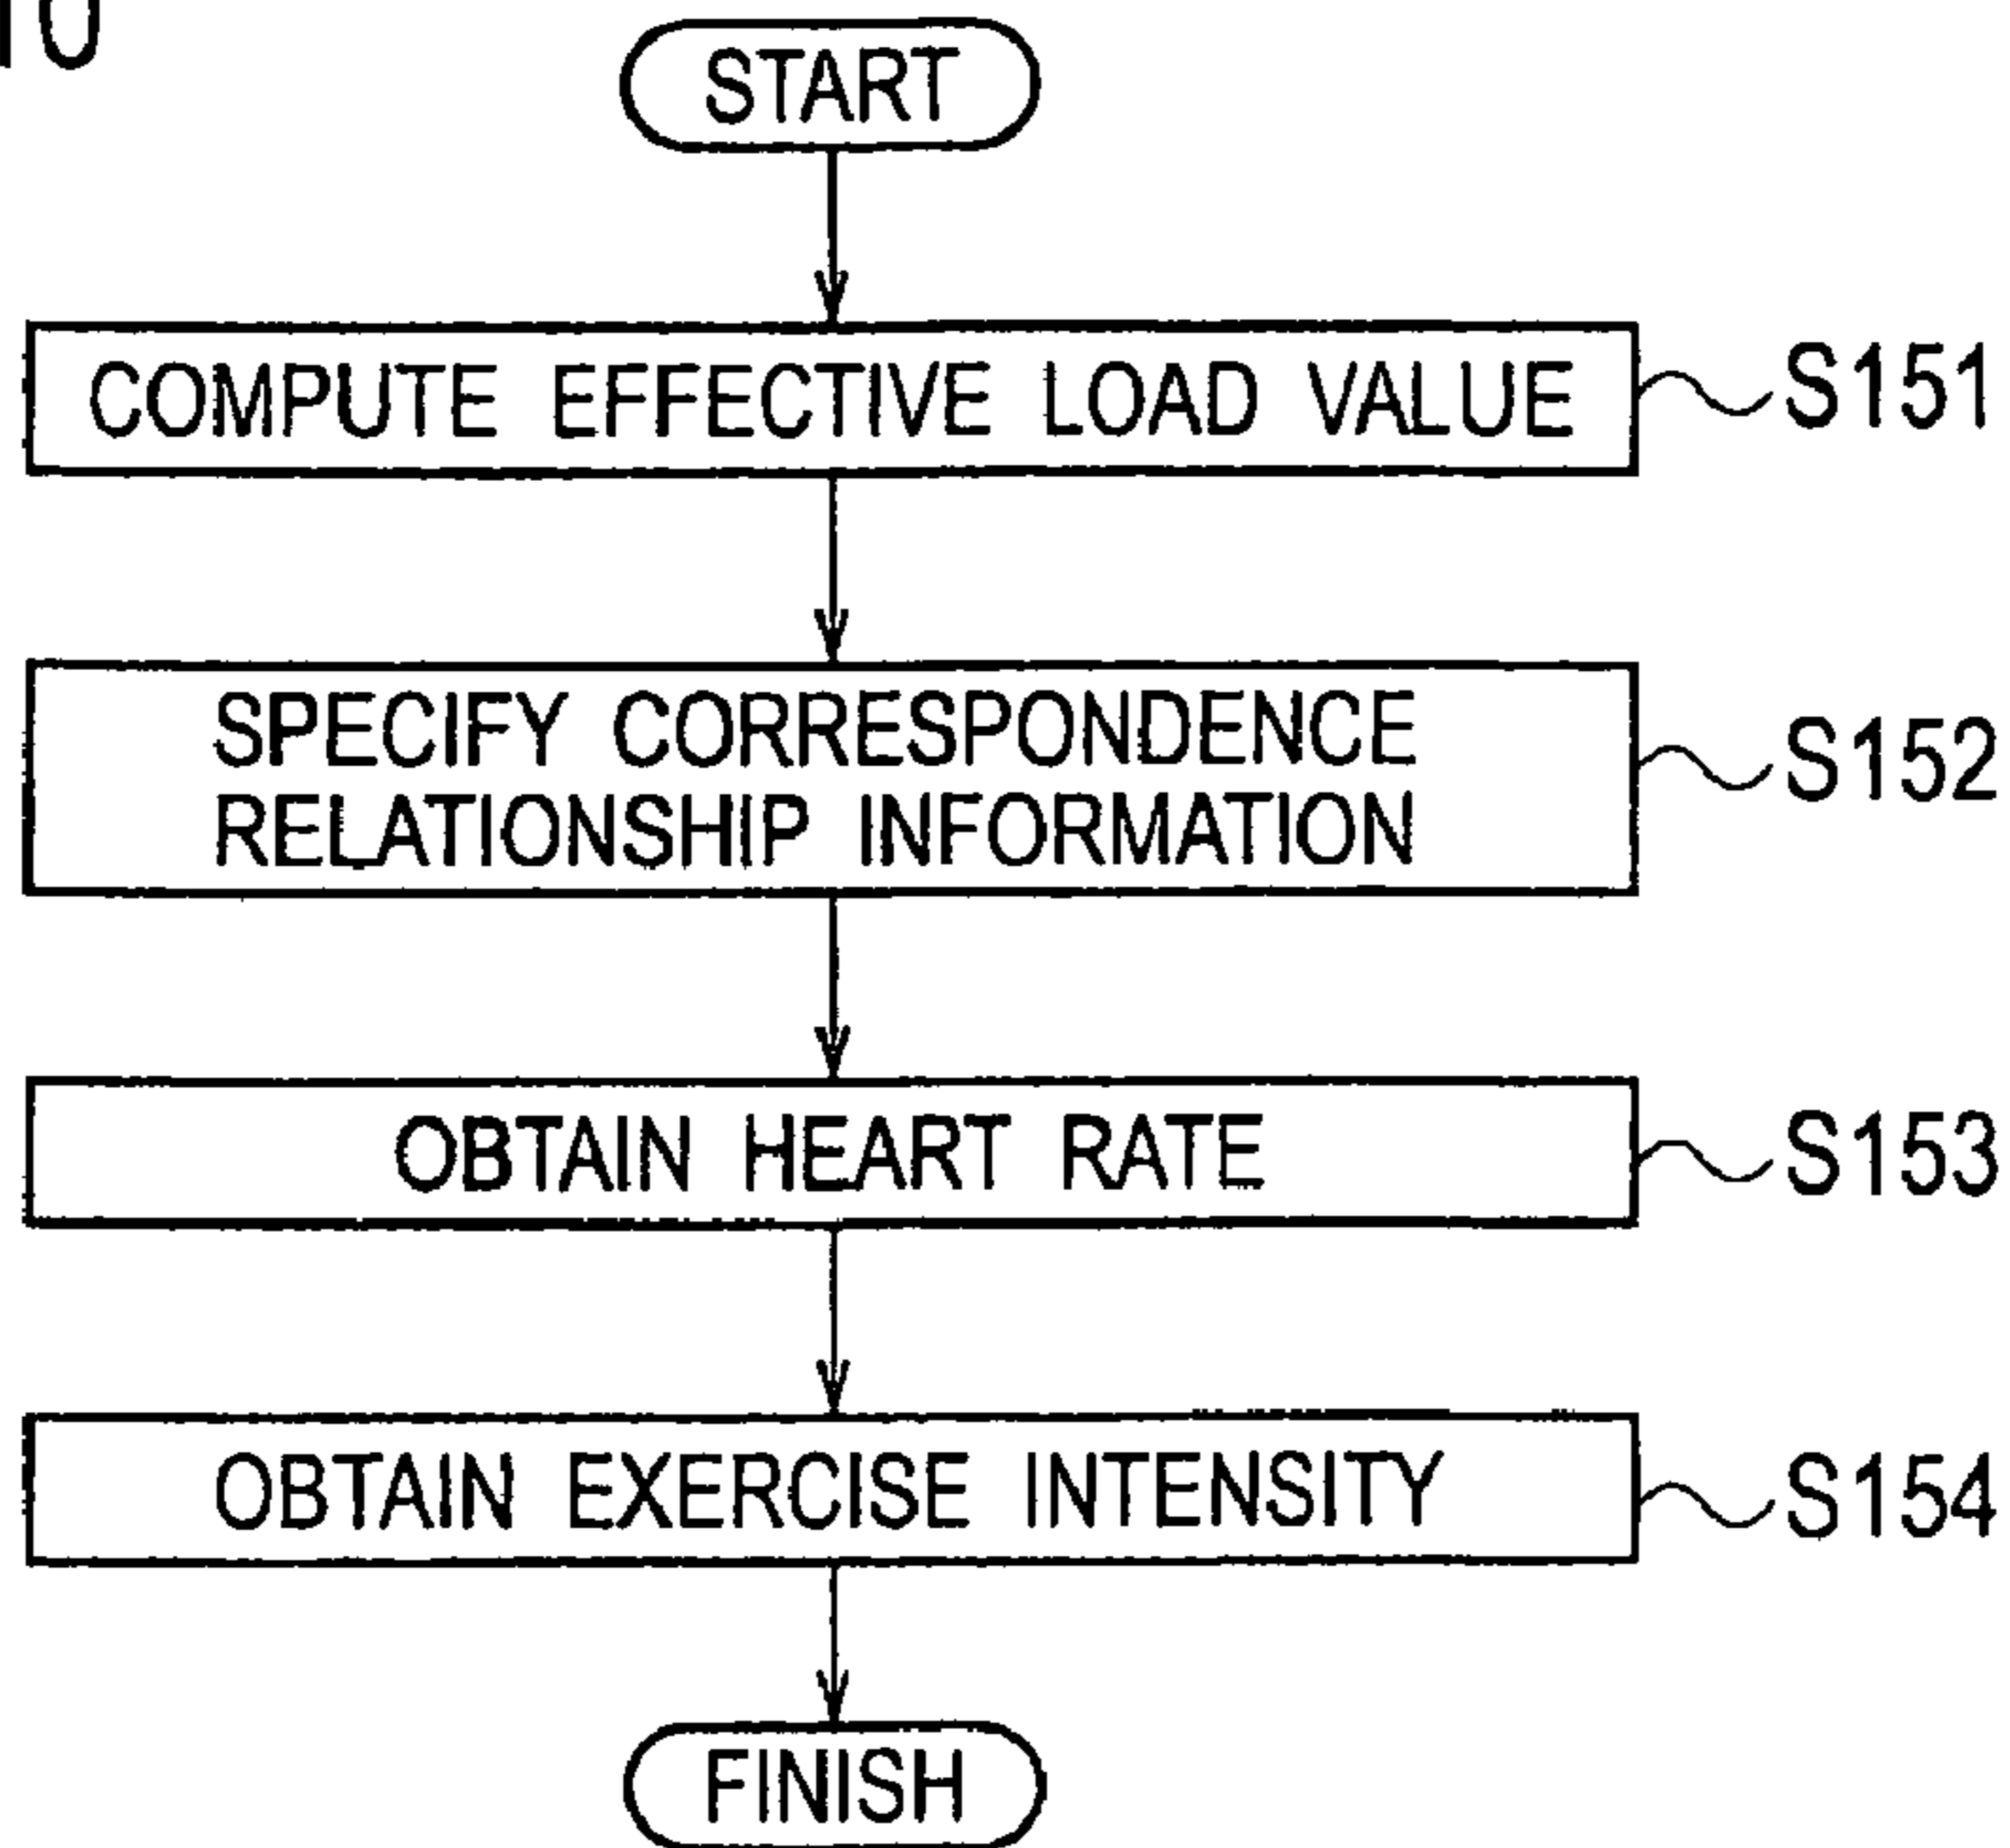 10
START
COMPUTE EFFECTIVE LOAD VALUE
S151
SPECIFY CORRESPONDENCE
RELATIONSHIP INFORMATION
S152
OBTAIN HEART RATE
S153
OBTAIN EXERCISE INTENSITY
S154
FINISH